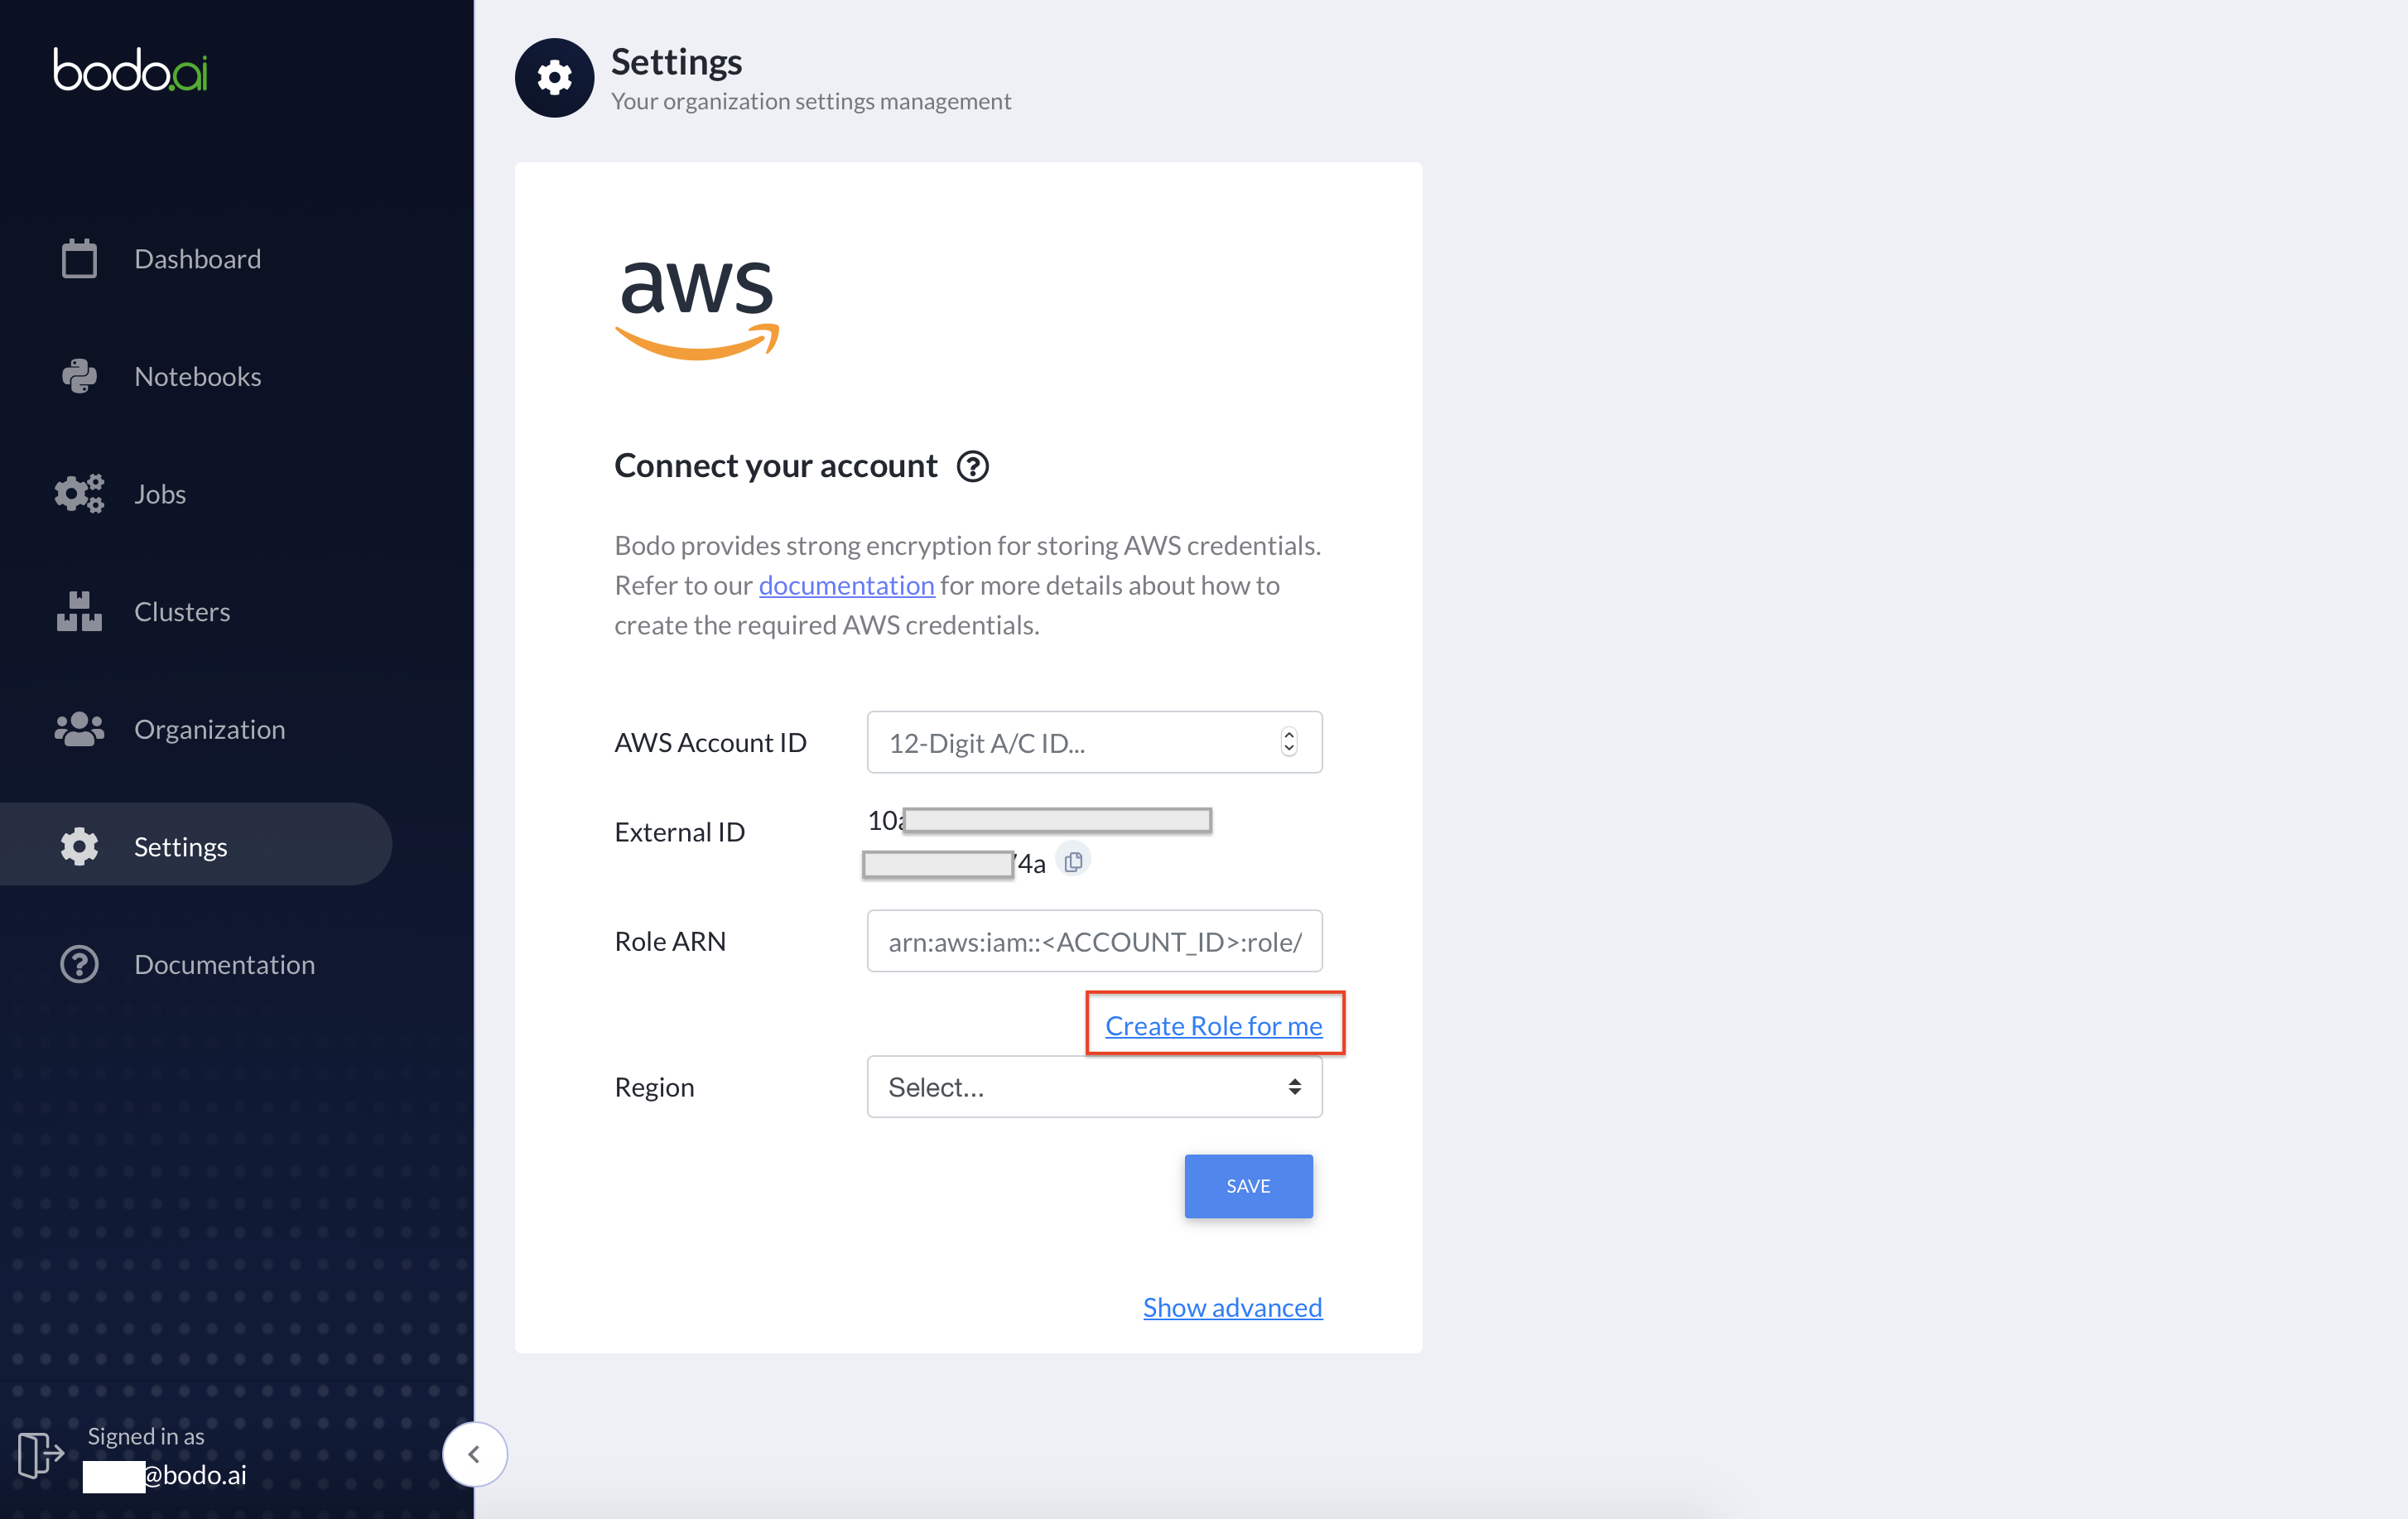 bodo.ai
Dashboard
Notebooks
Jobs
Clusters
Organization
Settings
Documentation
Signed in as
@bodo.ai
Settings
Your organization settings management
aws
Connect your account
Bodo provides strong encryption for storing AWS credentials.
Refer to our documentation for more details about how to
create the required AWS credentials.
AWS Account ID
12-Digit A/C ID...
External ID
10
4a
Role ARN
arn:aws:iam::<ACCOUNT_ID>:role/
Create Role for me
Region
Select...
SAVE
Show advanced